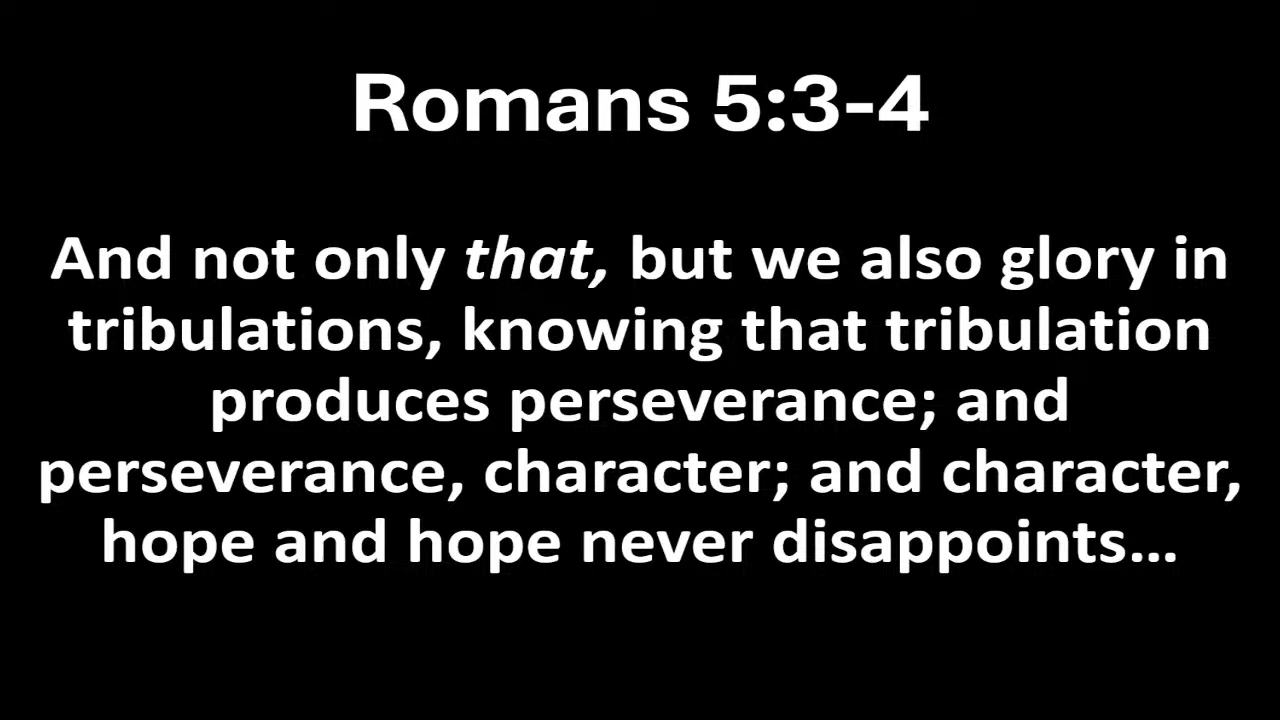 Romans 5:3-4
And not only that, but we also glory in
tribulations, knowing that tribulation
produces perseverance; and
perseverance, character; and character,
hope and hope never disappoints...